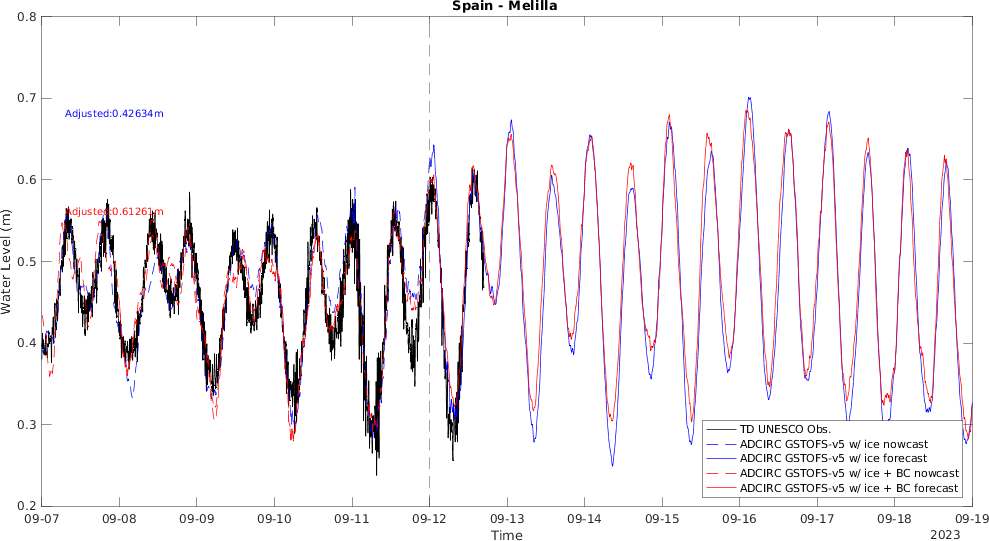 Spain - Melilla
0.8
0.7
0.6
0.5
0.4
0.3
0.2
Water Level (m)
Adjusted:0.42634m
Adjusted:0.61261m
TD UNESCO Obs.
ADCIRC GSTOFS-v5 w/ ice nowcast
ADCIRC GSTOFS-v5 w/ ice forecast
ADCIRC GSTOFS-v5 w/ ice + BC nowcast
ADCIRC GSTOFS-v5 w/ ice + BC forecast
09-07 09-08 09-09 09-10 09-11 09-12 09-13 09-14 09-15 09-16 09-17 09-18 09-19
Time
2023